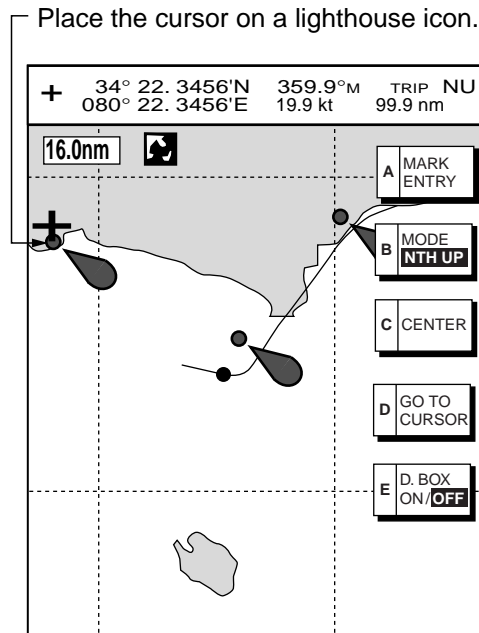 Place the cursor on a lighthouse icon.
+ 34° 22. 3456'N 359.9°M TRIP NU
080° 22. 3456'E 19.9 kt 99.9 nm
16.0nm
A MARK ENTRY
B MODE NTH UP
C CENTER
D GO TO CURSOR
E D. BOX ON/OFF